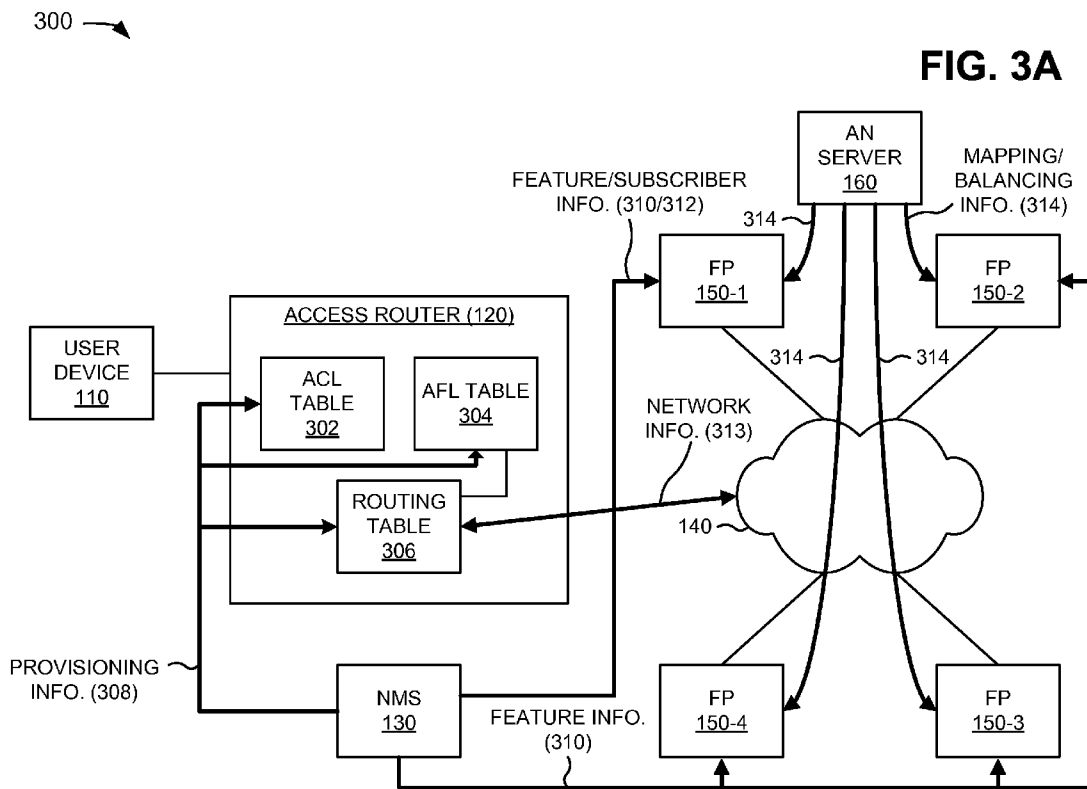 300
FIG. 3A
AN
SERVER
160
MAPPING/
BALANCING
INFO. (314)
FEATURE/SUBSCRIBER
INFO. (310/312)
314
FP
150-1
FP
150-2
ACCESS ROUTER (120)
USER
DEVICE
110
ACL
TABLE
302
AFL TABLE
304
314
314
NETWORK
INFO. (313)
ROUTING
TABLE
306
140
PROVISIONING
INFO. (308)
NMS
130
FEATURE INFO.
(310)
FP
150-4
FP
150-3